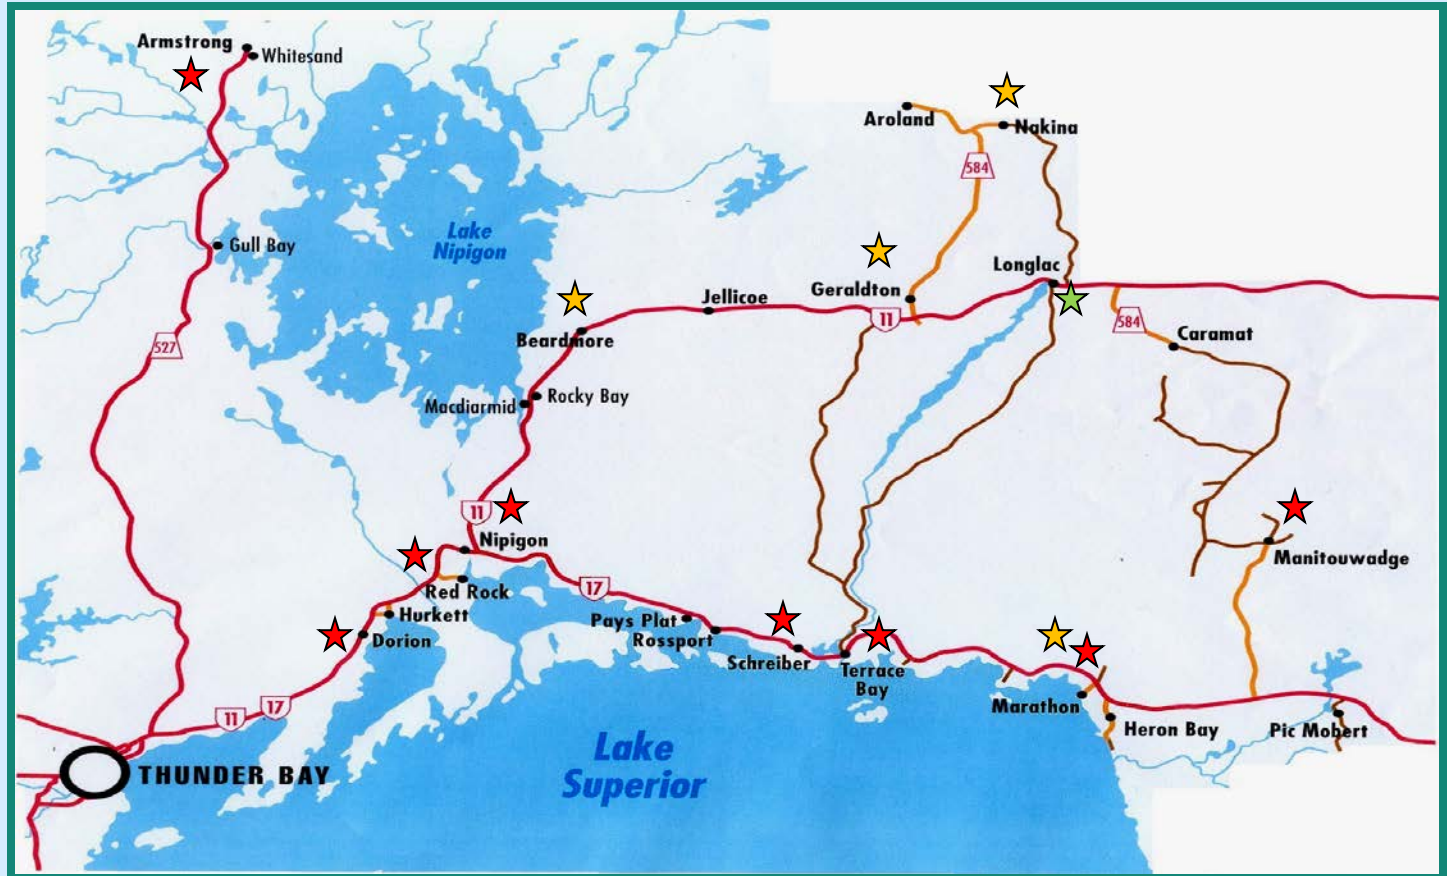 Armstrong
Whitesand
Aroland
Nakina
584
Lake
Nipigon
Gull Bay
Longlac
Geraldton
Jellicoe
11
584
Caramat
Beardmore
527
Rocky Bay
Macdiarmid
11
Nipigon
Manitouwadge
Red Rock
17
Hurkett
Pays Plat
Dorion
Rossport
Schreiber
Terrace
Bay
Marathon
Heron Bay
Pic Mobert
11
17
THUNDER BAY
Lake
Superior